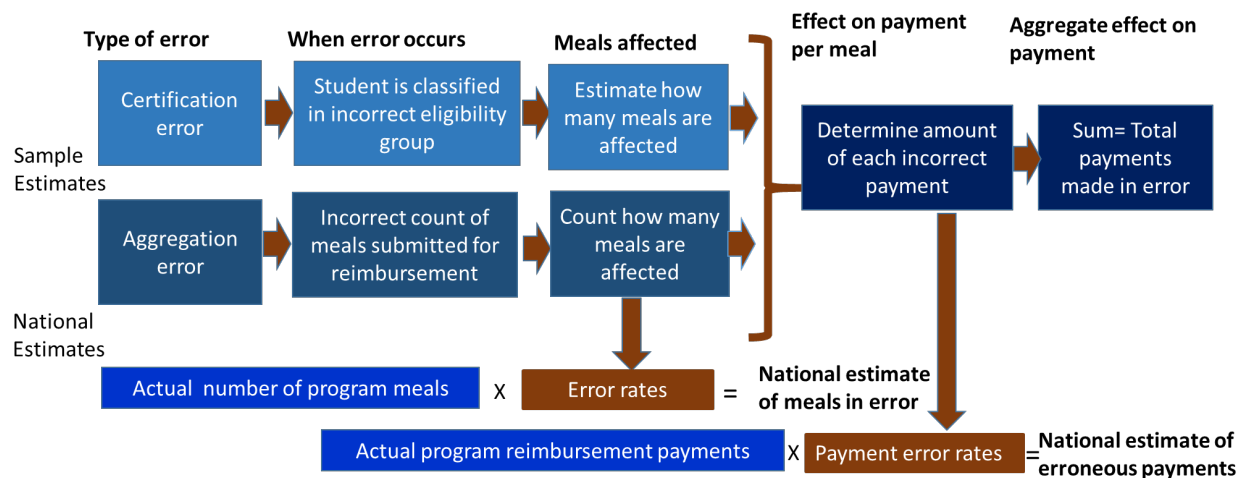 Type of error
When error occurs
Meals affected
Effect on payment
per meal
Aggregate effect on
payment
Certification
error
Student is classified
in incorrect eligibility
group
Estimate how
many meals are
affected
Determine amount
of each incorrect
payment
Sum= Total
payments
made in error
Sample
Estimates
Aggregation
error
Incorrect count of
meals submitted for
reimbursement
Count how many
meals are
affected
National
Estimates
Actual number of program meals
X
Error rates
=
National estimate
of meals in error
Actual program reimbursement payments
X
Payment error rates
=
National estimate of
erroneous payments